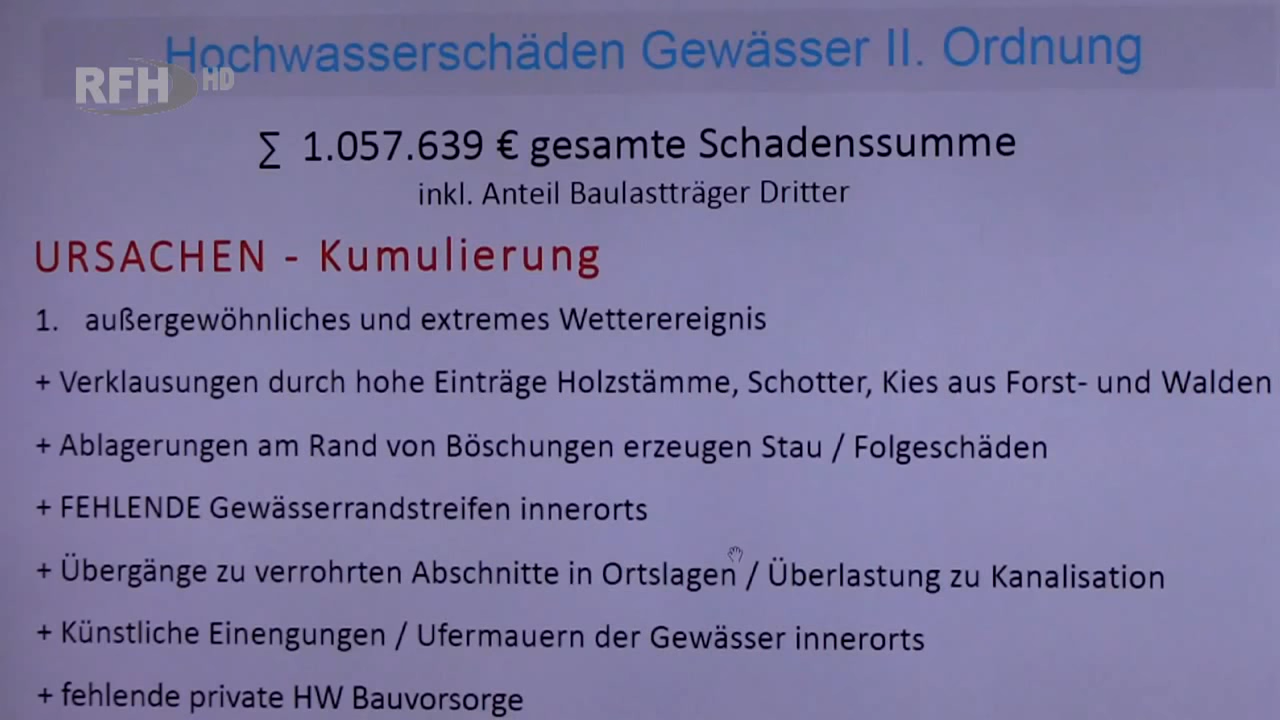 Hochwasserschäden Gewässer II. Ordnung
RFH HD
∑ 1.057.639 € gesamte Schadenssumme
inkl. Anteil Baulastträger Dritter
URSACHEN - Kumulierung
1. außergewöhnliches und extremes Wetterereignis
+ Verklausungen durch hohe Einträge Holzstämme, Schotter, Kies aus Forst- und Walden
+ Ablagerungen am Rand von Böschungen erzeugen Stau / Folgeschäden
+ FEHLENDE Gewässerrandstreifen innerorts
+ Übergänge zu verrohrten Abschnitte in Ortslagen / Überlastung zu Kanalisation
+ Künstliche Einengungen / Ufermauern der Gewässer innerorts
+ fehlende private HW Bauvorsorge